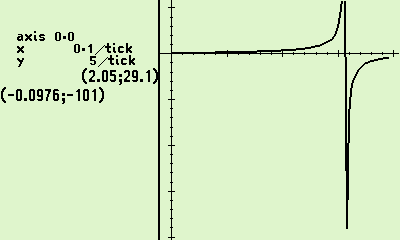 axis 0.0
x 0.1/tick
y 5/tick
(2.05;29.1)
(-0.0976;-101)